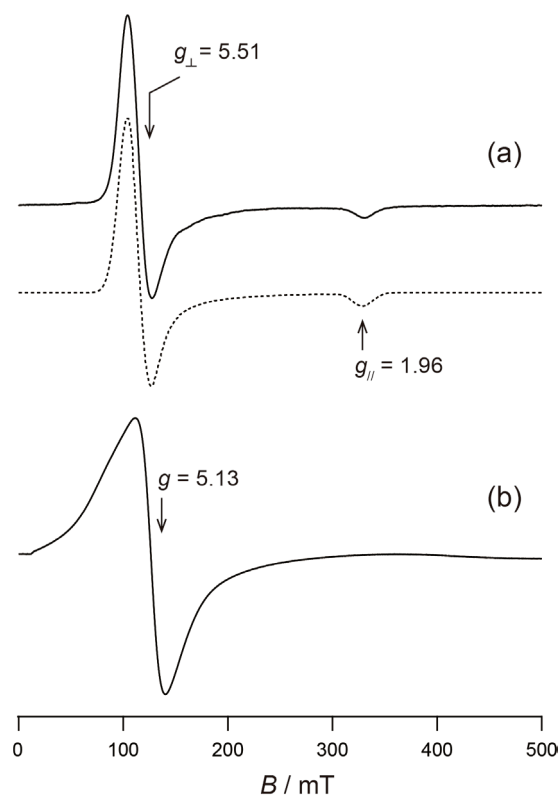 g⊥ = 5.51
(a)
g// = 1.96
g = 5.13
(b)
0 100 200 300 400 500
B / mT